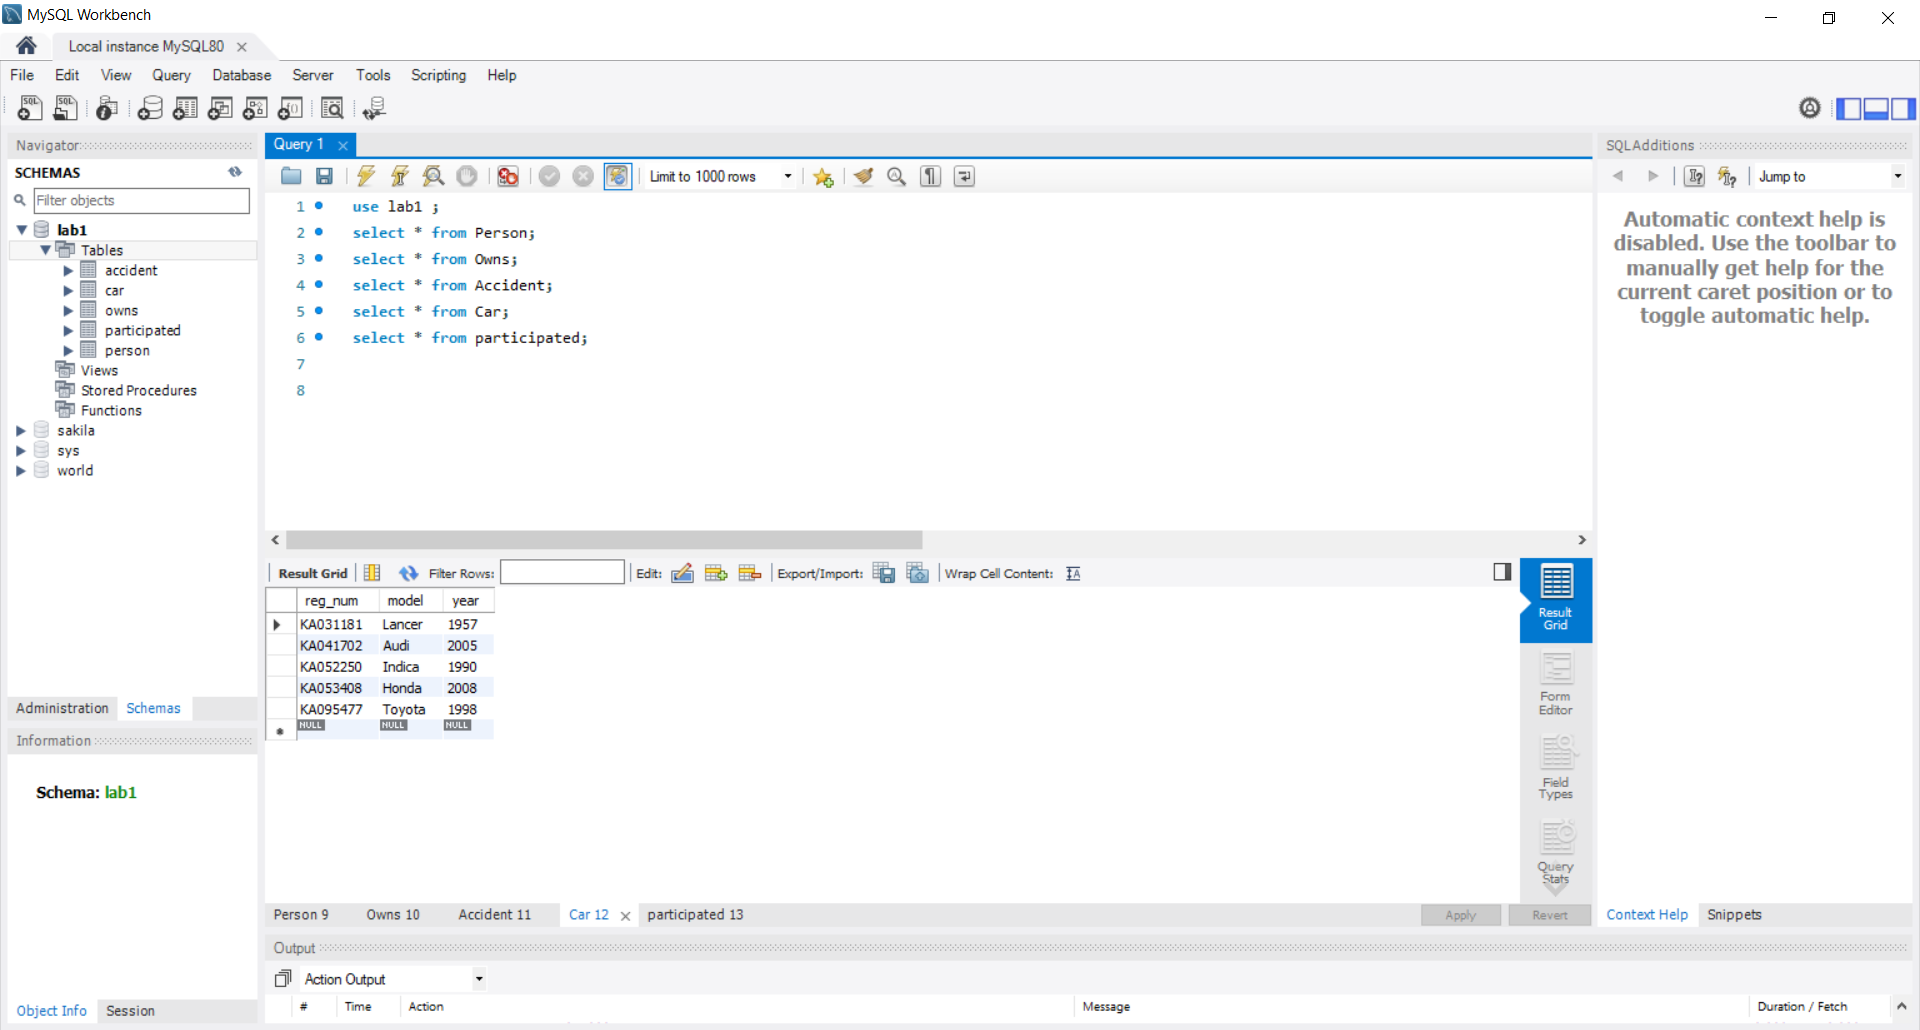 MySQL Workbench
Local instance MySQL80
File Edit View Query Database Server Tools Scripting Help
Navigator
SCHEMAS
Filter objects
lab1
Tables
accident
car
owns
participated
person
Views
Stored Procedures
Functions
sakila
sys
world
Administration Schemas
Information
Schema: lab1
Object Info Session
Query 1
Limit to 1000 rows
1 use lab1 ;
2 select * from Person;
3 select * from Owns;
4 select * from Accident;
5 select * from Car;
6 select * from participated;
7
8
Result Grid Filter Rows: Edit: Export/Import: Wrap Cell Content:
reg_num model year
KA031181 Lancer 1957
KA041702 Audi 2005
KA052250 Indica 1990
KA053408 Honda 2008
KA095477 Toyota 1998
NULL NULL NULL
Result
Grid
Form
Editor
Field
Types
Query
Stats
Person 9 Owns 10 Accident 11 Car 12 participated 13
Apply Revert
Output
Action Output
# Time Action Message Duration / Fetch
SQLAdditions
Jump to
Automatic context help is
disabled. Use the toolbar to
manually get help for the
current caret position or to
toggle automatic help.
Context Help Snippets